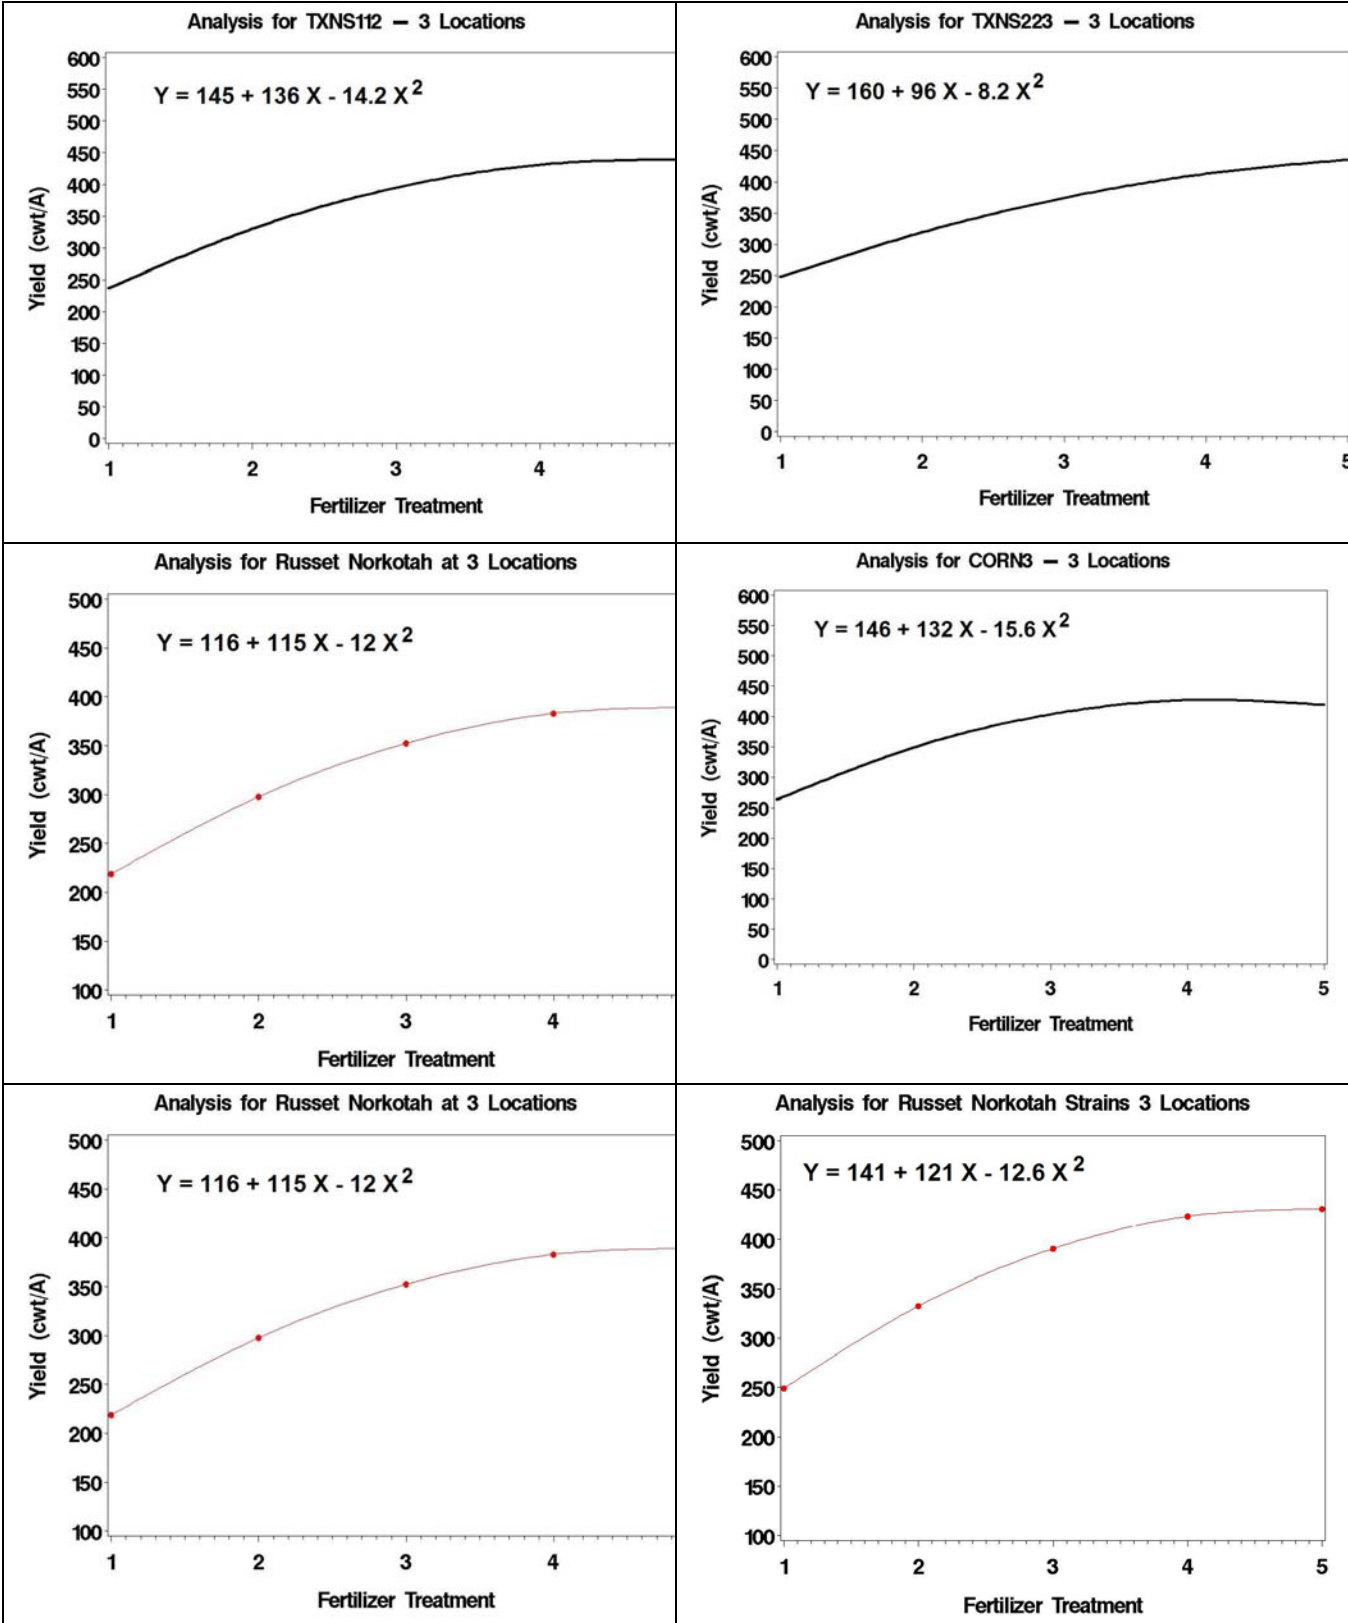 Analysis for TXNS112 – 3 Locations
Y = 145 + 136 X - 14.2 X²
Yield (cwt/A)
600
550
500
450
400
350
300
250
200
150
100
50
0
1 2 3 4
Fertilizer Treatment
Analysis for TXNS223 – 3 Locations
Y = 160 + 96 X - 8.2 X²
Yield (cwt/A)
600
550
500
450
400
350
300
250
200
150
100
50
0
1 2 3 4 5
Fertilizer Treatment
Analysis for Russet Norkotah at 3 Locations
Y = 116 + 115 X - 12 X²
Yield (cwt/A)
500
450
400
350
300
250
200
150
100
1 2 3 4
Fertilizer Treatment
Analysis for CORN3 – 3 Locations
Y = 146 + 132 X - 15.6 X²
Yield (cwt/A)
600
550
500
450
400
350
300
250
200
150
100
50
0
1 2 3 4 5
Fertilizer Treatment
Analysis for Russet Norkotah at 3 Locations
Y = 116 + 115 X - 12 X²
Yield (cwt/A)
500
450
400
350
300
250
200
150
100
1 2 3 4
Fertilizer Treatment
Analysis for Russet Norkotah Strains 3 Locations
Y = 141 + 121 X - 12.6 X²
Yield (cwt/A)
500
450
400
350
300
250
200
150
100
1 2 3 4 5
Fertilizer Treatment